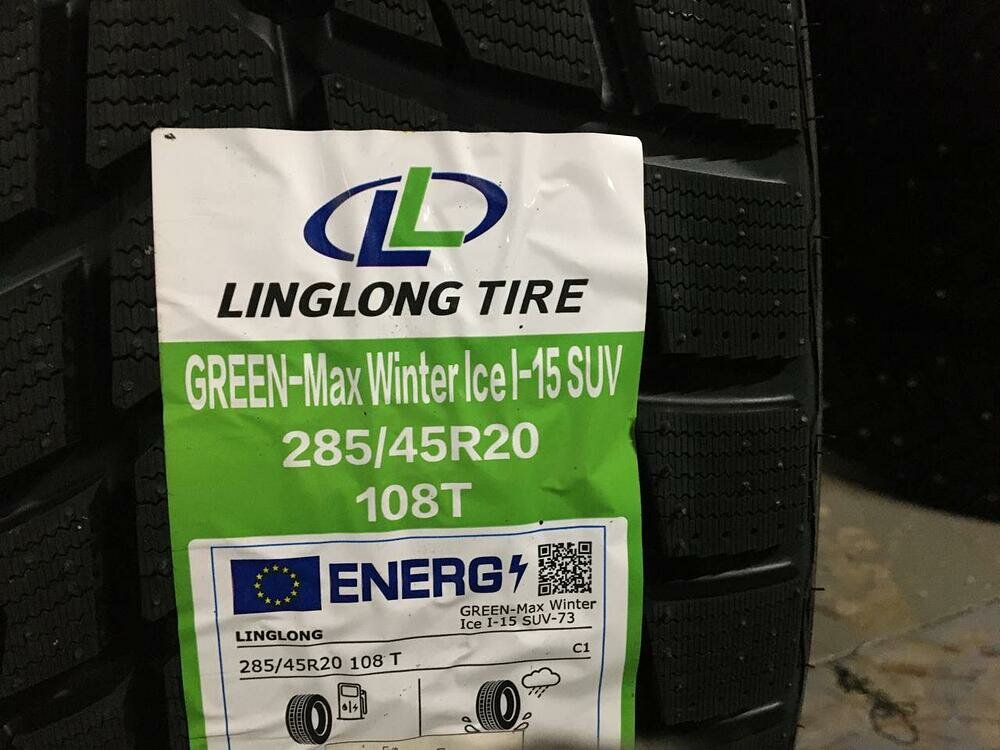 LL
LINGLONG TIRE
GREEN-Max Winter Ice I-15 SUV
285/45R20
108T
ENERG
GREEN-Max Winter
Ice I-15 SUV-73
LINGLONG
285/45R20 108 T
C1